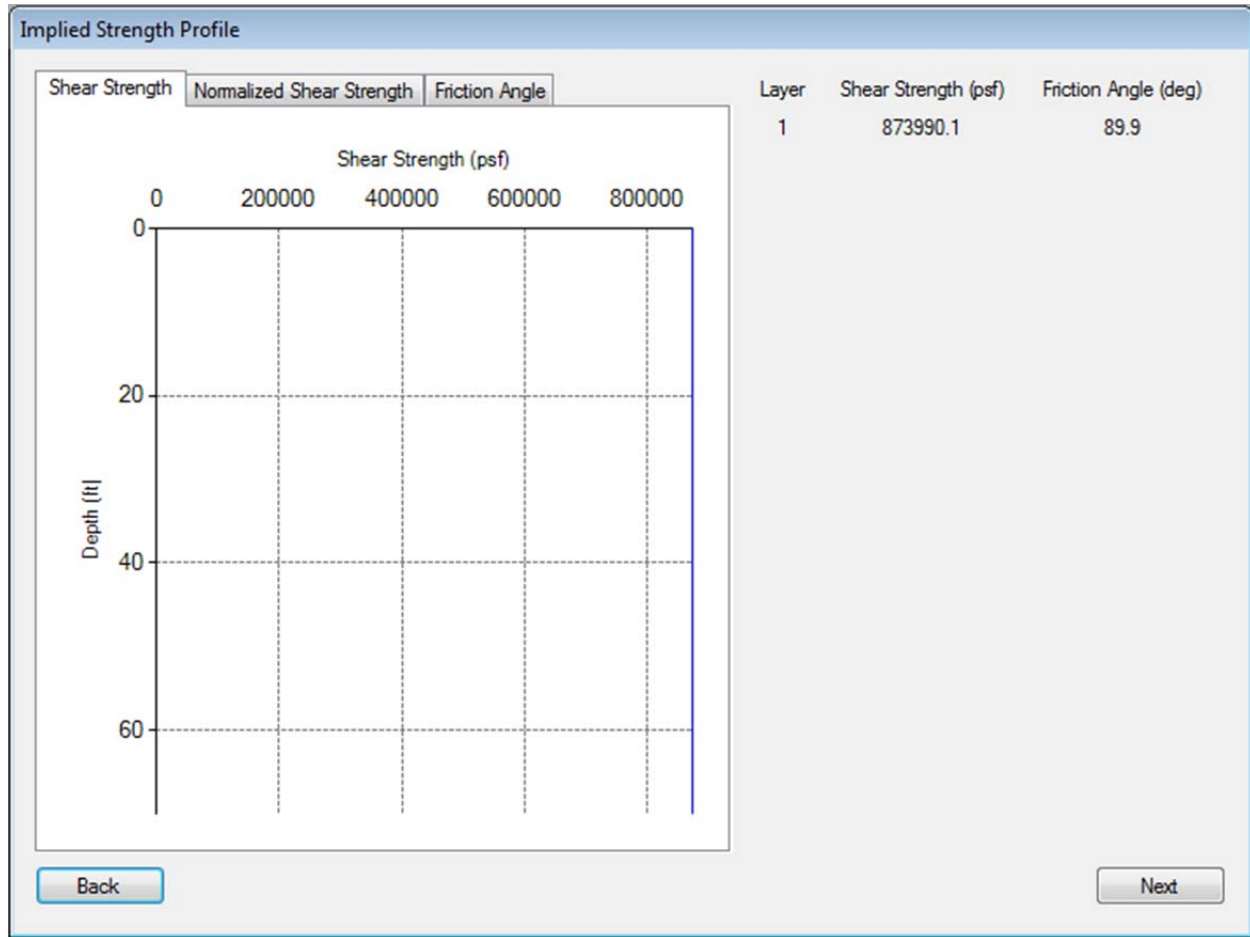 Implied Strength Profile
Shear Strength Normalized Shear Strength Friction Angle
Shear Strength (psf)
0 200000 400000 600000 800000
0
20
40
60
Depth (ft)
Layer Shear Strength (psf) Friction Angle (deg)
1 873990.1 89.9
Back
Next